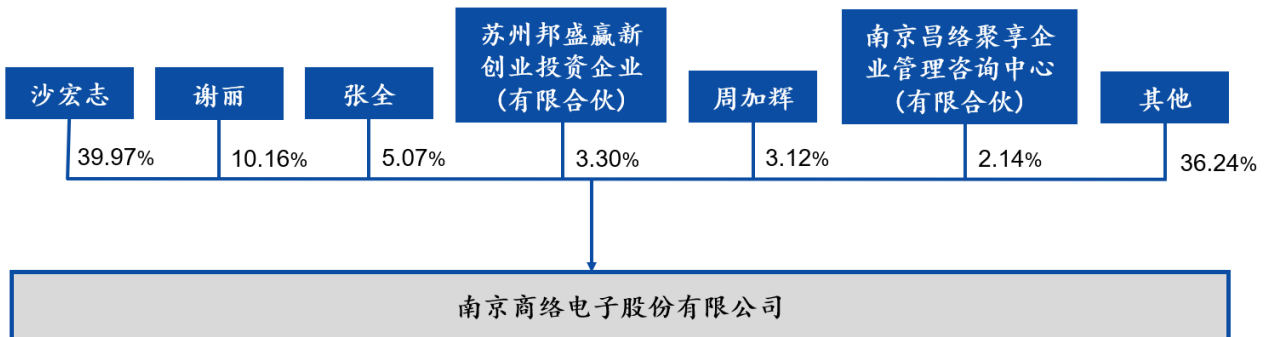 沙宏志
谢丽
张全
苏州邦盛赢新
创业投资企业
(有限合伙)
周加辉
南京昌络聚享企
业管理咨询中心
(有限合伙)
其他
39.97%
10.16%
5.07%
3.30%
3.12%
2.14%
36.24%
南京商络电子股份有限公司